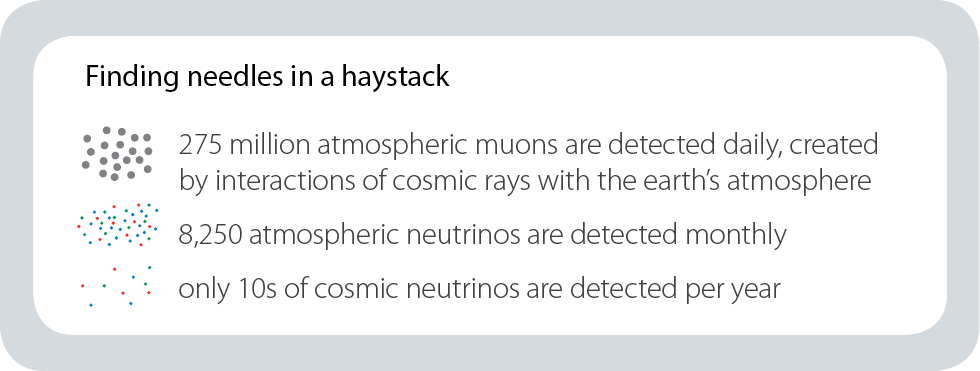 Finding needles in a haystack
275 million atmospheric muons are detected daily, created
by interactions of cosmic rays with the earth’s atmosphere
8,250 atmospheric neutrinos are detected monthly
only 10s of cosmic neutrinos are detected per year